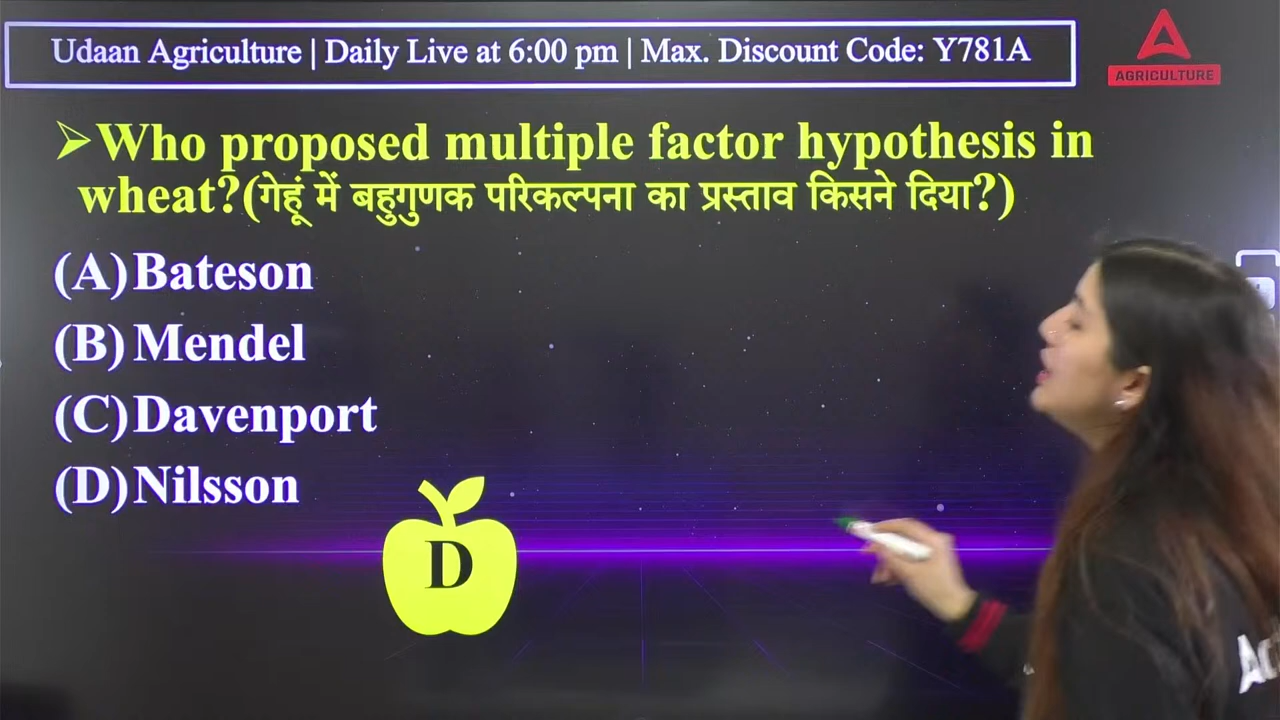 Udaan Agriculture | Daily Live at 6:00 pm | Max. Discount Code: Y781A
AGRICULTURE
➢Who proposed multiple factor hypothesis in
wheat?(गेहूं में बहुगुणक परिकल्पना का प्रस्ताव किसने दिया?)
(A)Bateson
(B) Mendel
(C)Davenport
(D)Nilsson
D